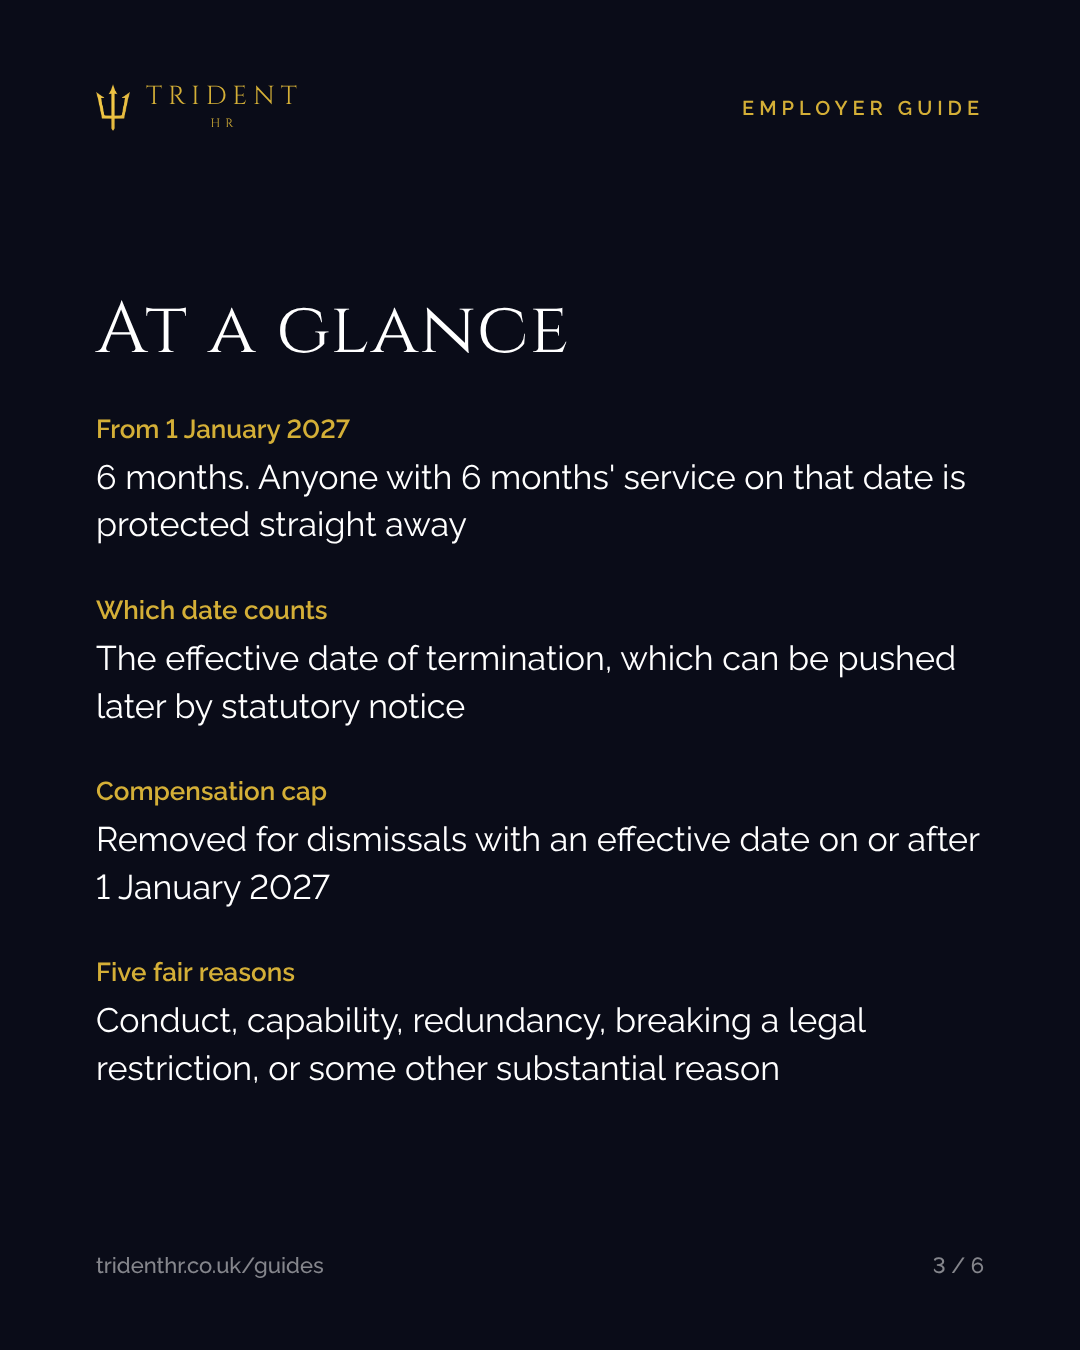 TRIDENT
HR
EMPLOYER GUIDE
At a glance
From 1 January 2027
6 months. Anyone with 6 months' service on that date is
protected straight away
Which date counts
The effective date of termination, which can be pushed
later by statutory notice
Compensation cap
Removed for dismissals with an effective date on or after
1 January 2027
Five fair reasons
Conduct, capability, redundancy, breaking a legal
restriction, or some other substantial reason
tridenthr.co.uk/guides
3 / 6